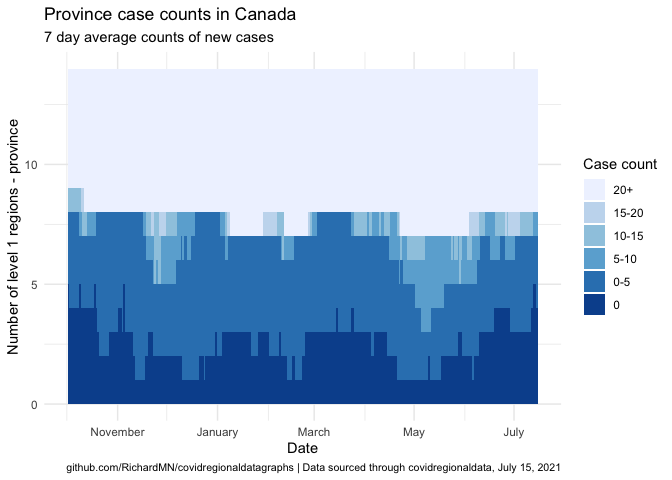 Province case counts in Canada
7 day average counts of new cases
Number of level 1 regions - province
10
5
0
November
January
March
May
July
Date
Case count
20+
15-20
10-15
5-10
0-5
0
github.com/RichardMN/covidregionaldatagraphs | Data sourced through covidregionaldata, July 15, 2021